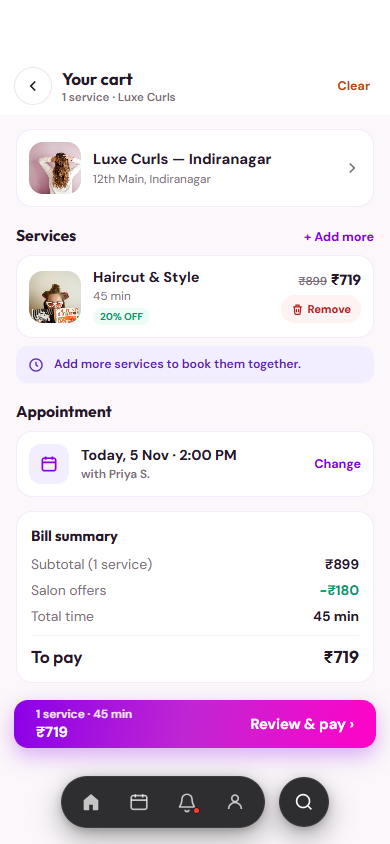 Your cart
1 service · Luxe Curls
Clear
Luxe Curls — Indiranagar
12th Main, Indiranagar
Services
+ Add more
Haircut & Style
45 min
20% OFF
₹899 ₹719
Remove
Add more services to book them together.
Appointment
Today, 5 Nov · 2:00 PM
with Priya S.
Change
Bill summary
Subtotal (1 service) ₹899
Salon offers -₹180
Total time 45 min
To pay ₹719
1 service · 45 min
₹719
Review & pay ›